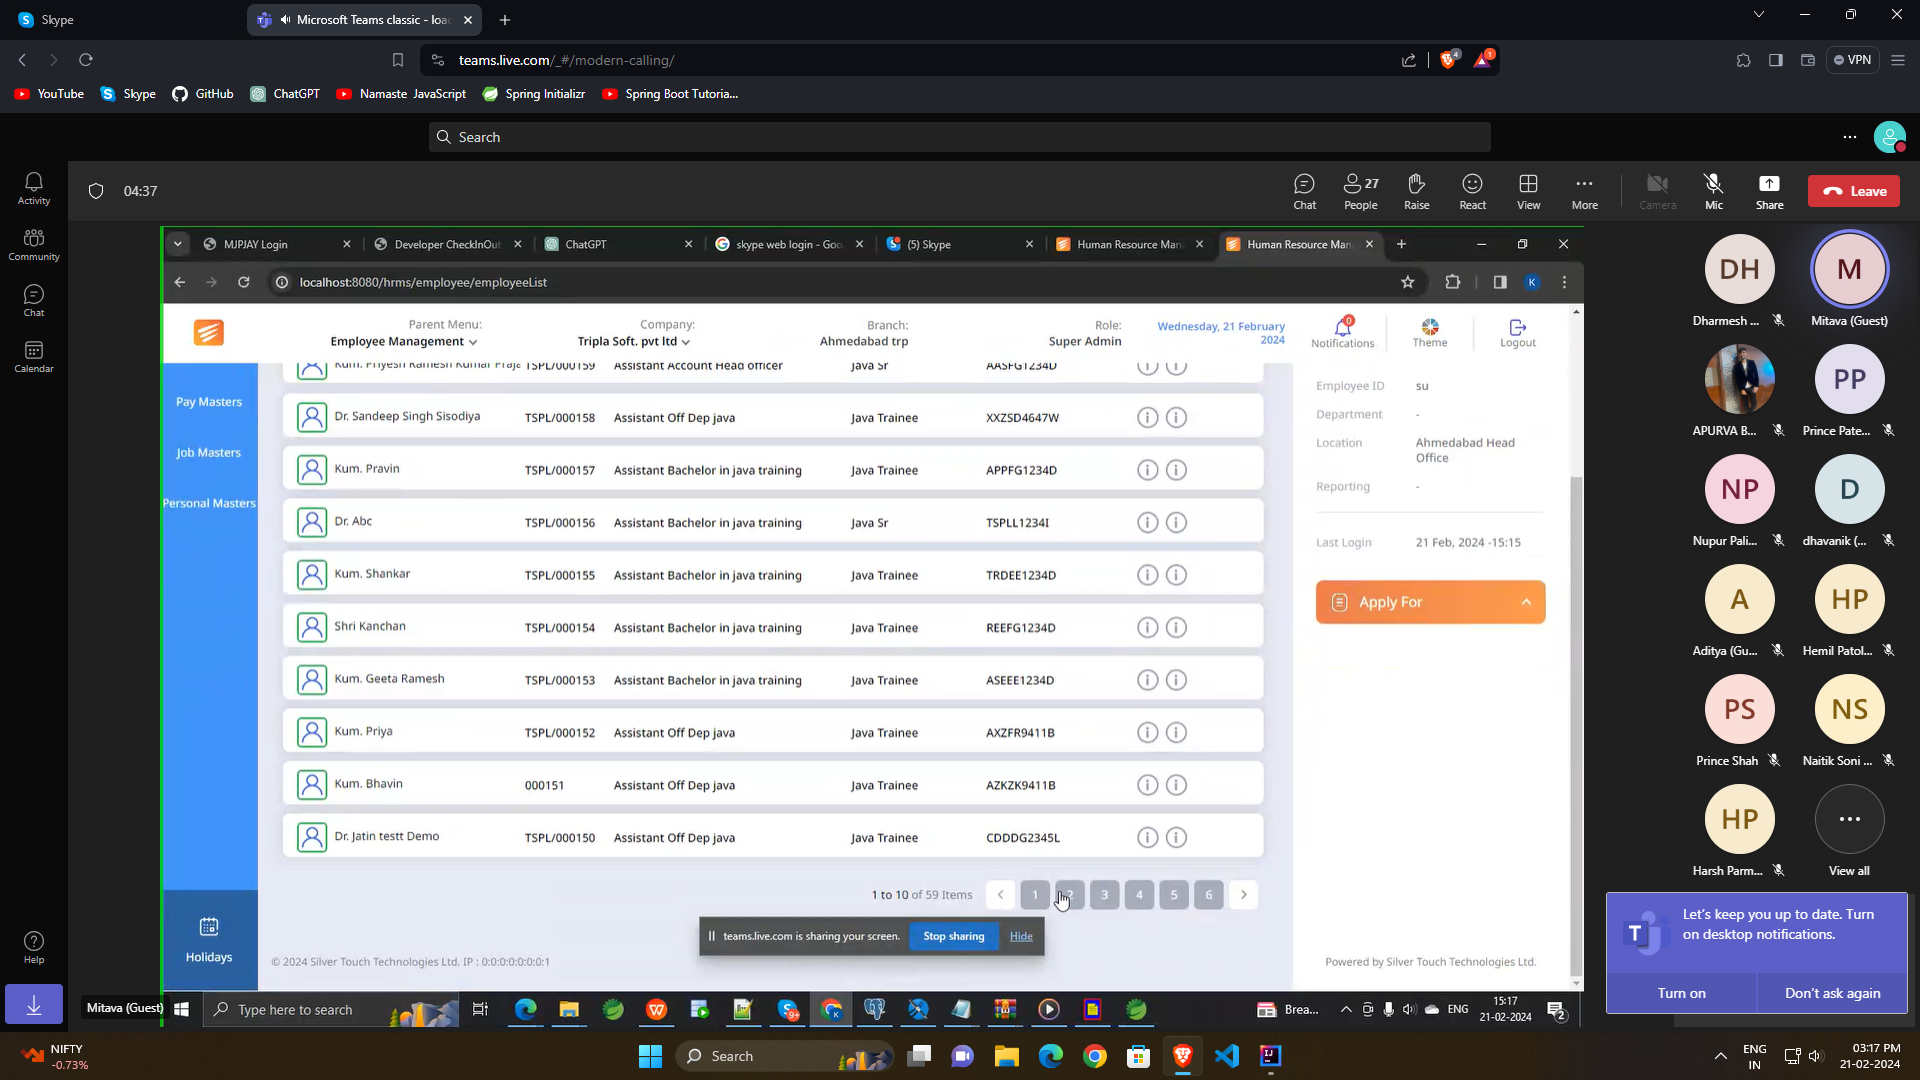 Skype
Microsoft Teams classic - loa
teams.live.com/_#/modern-calling/
4
1
VPN
YouTube
Skype
GitHub
ChatGPT
Namaste JavaScript
Spring Initializr
Spring Boot Tutoria...
Search
Activity
Community
Chat
Calendar
Help
04:37
Chat
27
People
Raise
React
View
More
Camera
Mic
Share
Leave
MJPJAY Login
Developer CheckInOut
ChatGPT
skype web login - Goo
(5) Skype
Human Resource Man
Human Resource Man
localhost:8080/hrms/employee/employeeList
K
Parent Menu:
Employee Management
Company:
Tripla Soft. pvt ltd
Branch:
Ahmedabad trp
Role:
Super Admin
Wednesday, 21 February
2024
0
Notifications
Theme
Logout
Pay Masters
Job Masters
Personal Masters
Holidays
Kum. Priyesh Ramesh Kumar Praja TSPL/000159 Assistant Account Head officer Java Sr AASFG1234D
Dr. Sandeep Singh Sisodiya TSPL/000158 Assistant Off Dep java Java Trainee XXZSD4647W
Kum. Pravin TSPL/000157 Assistant Bachelor in java training Java Trainee APPFG1234D
Dr. Abc TSPL/000156 Assistant Bachelor in java training Java Sr TSPLL1234I
Kum. Shankar TSPL/000155 Assistant Bachelor in java training Java Trainee TRDEE1234D
Shri Kanchan TSPL/000154 Assistant Bachelor in java training Java Trainee REEFG1234D
Kum. Geeta Ramesh TSPL/000153 Assistant Bachelor in java training Java Trainee ASEEE1234D
Kum. Priya TSPL/000152 Assistant Off Dep java Java Trainee AXZFR9411B
Kum. Bhavin 000151 Assistant Off Dep java Java Trainee AZKZK9411B
Dr. Jatin testt Demo TSPL/000150 Assistant Off Dep java Java Trainee CDDDG2345L
1 to 10 of 59 Items < 1 2 3 4 5 6 >
teams.live.com is sharing your screen. Stop sharing Hide
© 2024 Silver Touch Technologies Ltd. IP : 0:0:0:0:0:0:0:1
Employee ID su
Department -
Location Ahmedabad Head
Office
Reporting -
Last Login 21 Feb, 2024 -15:15
Apply For
Powered by Silver Touch Technologies Ltd.
Mitava (Guest)
Type here to search
Brea...
ENG
15:17
21-02-2024
2
DH
Dharmesh ...
M
Mitava (Guest)
APURVA B...
PP
Prince Pate...
NP
Nupur Pali...
D
dhavanik (...
A
Aditya (Gu...
HP
Hemil Patol...
PS
Prince Shah
NS
Naitik Soni ...
HP
Harsh Parm...
View all
Let's keep you up to date. Turn
on desktop notifications.
Turn on
Don't ask again
NIFTY
-0.73%
Search
ENG
IN
03:17 PM
21-02-2024